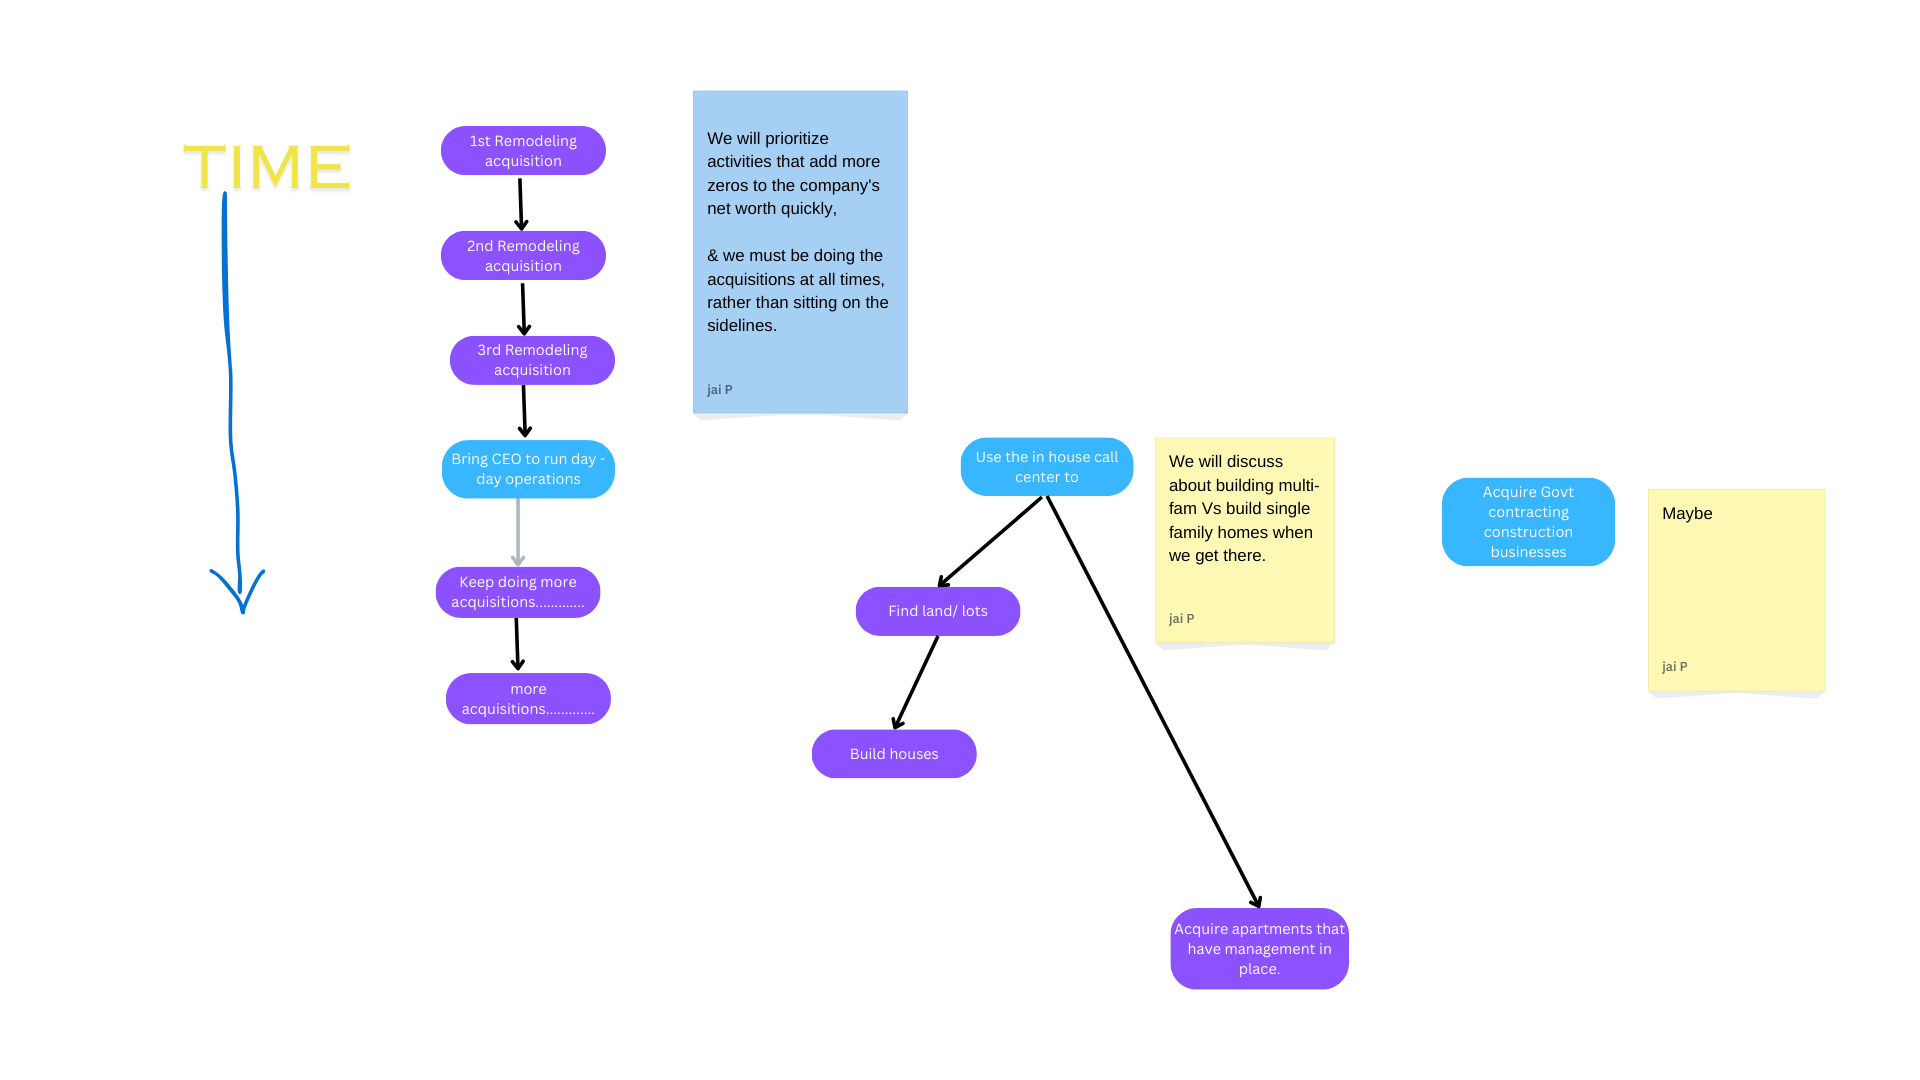 TIME
1st Remodeling
acquisition
2nd Remodeling
acquisition
3rd Remodeling
acquisition
Bring CEO to run day -
day operations
Keep doing more
acquisitions.............
more
acquisitions.............
We will prioritize
activities that add more
zeros to the company's
net worth quickly,
& we must be doing the
acquisitions at all times,
rather than sitting on the
sidelines.
jai P
Use the in house call
center to
Find land/ lots
Build houses
Acquire apartments that
have management in
place.
We will discuss
about building multi-
fam Vs build single
family homes when
we get there.
jai P
Acquire Govt
contracting
construction
businesses
Maybe
jai P